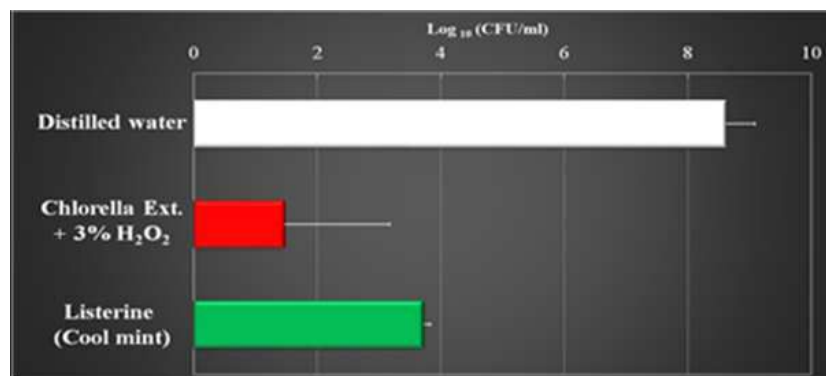 Log 10 (CFU/ml)
0 2 4 6 8 10
Distilled water
Chlorella Ext.
+ 3% H₂O₂
Listerine
(Cool mint)